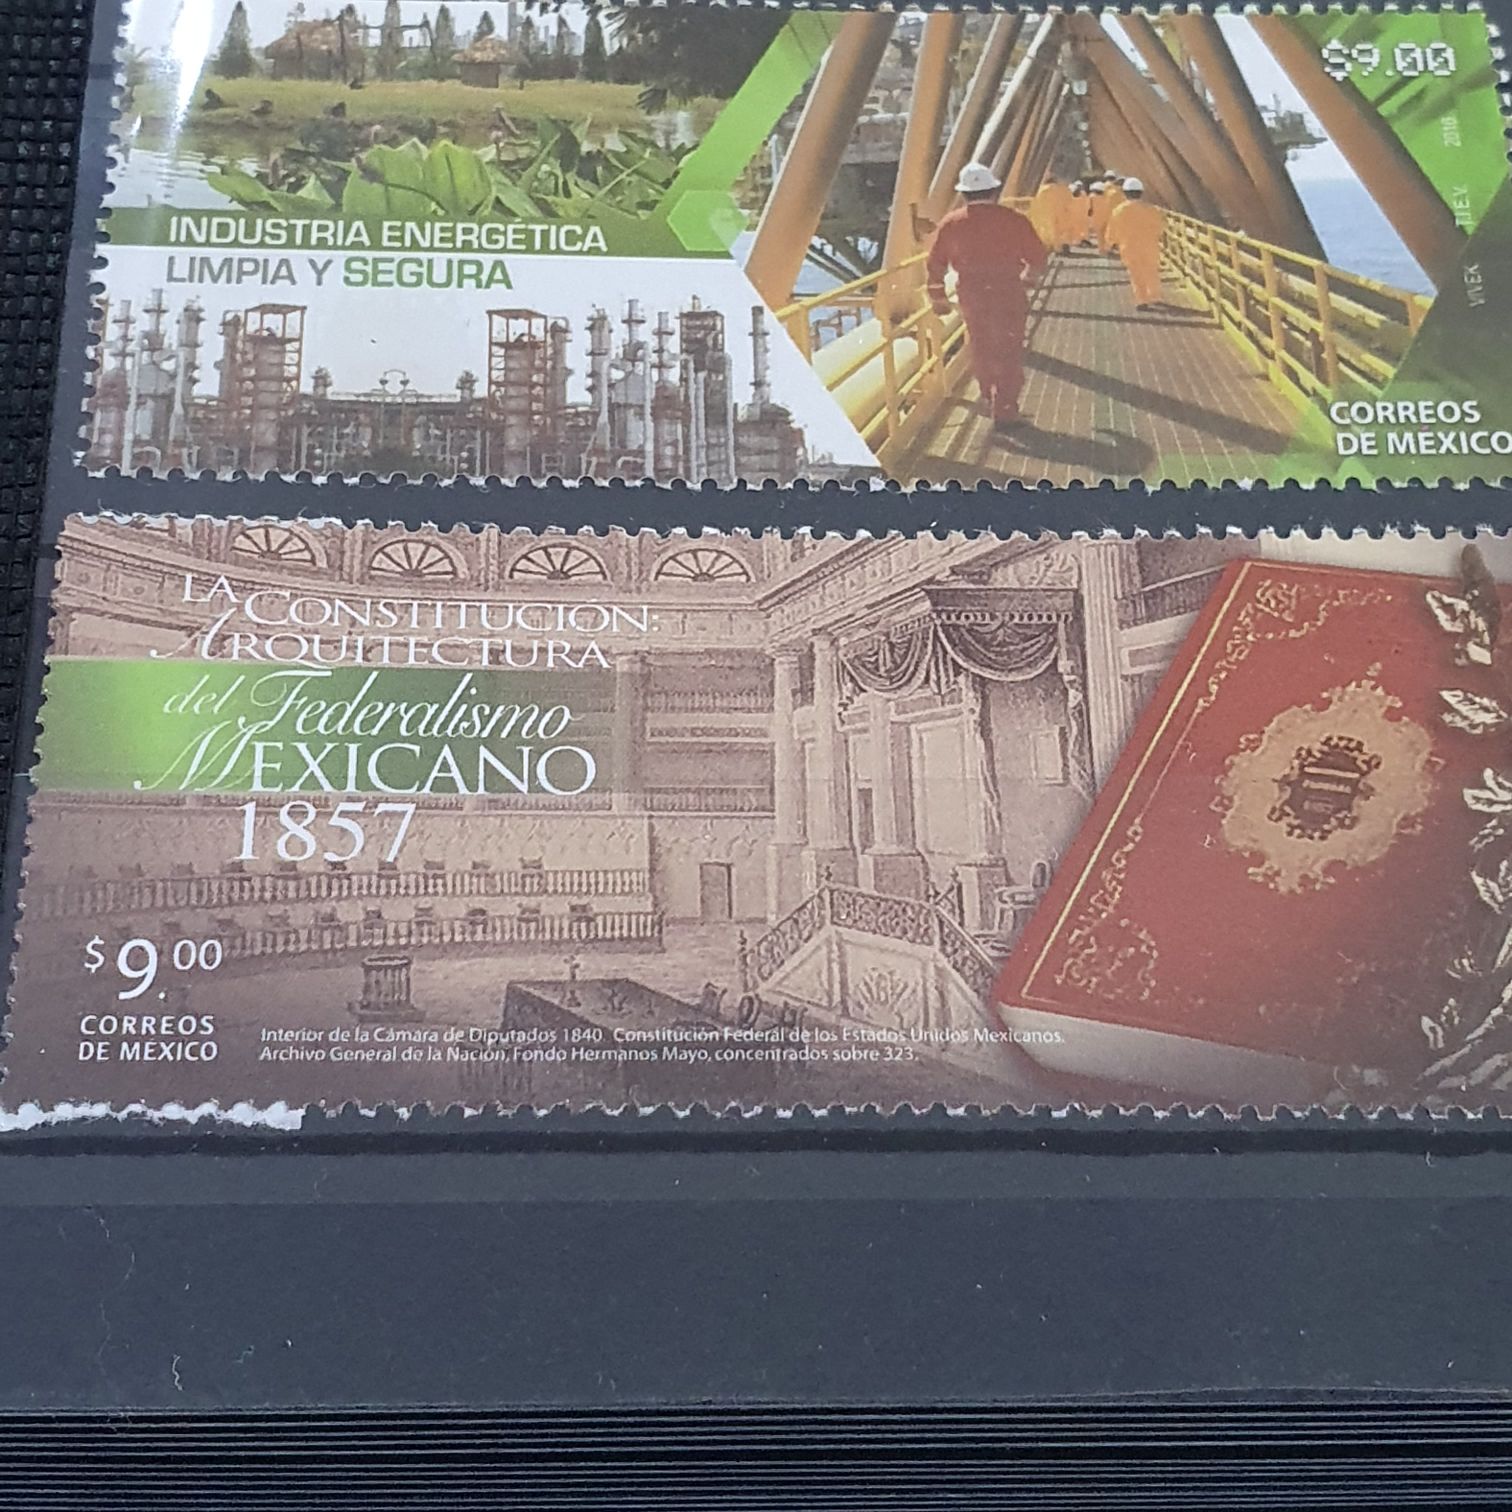 $9.00
2016
INDUSTRIA ENERGÉTICA
LIMPIA Y SEGURA
CORREOS
DE MÉXICO
LA CONSTITUCIÓN:
ARQUITECTURA
del Federalismo
MEXICANO
1857
$9.00
CORREOS
DE MÉXICO
Interior de la Cámara de Diputados 1840. Constitución Federal de los Estados Unidos Mexicanos.
Archivo General de la Nación, Fondo Hermanos Mayo, concentrados sobre 323.